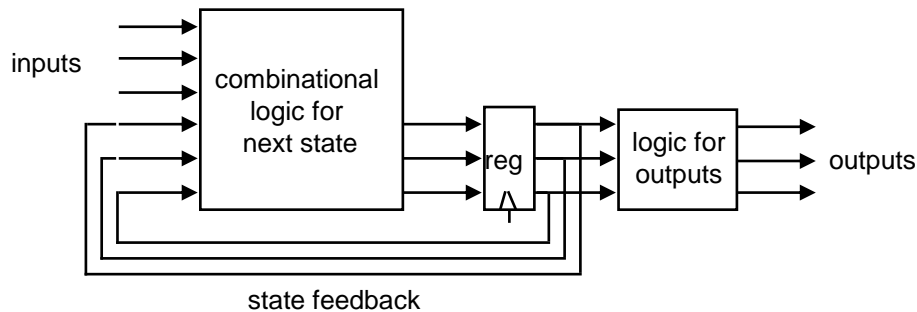 inputs
combinational
logic for
next state
reg
logic for
outputs
outputs
state feedback